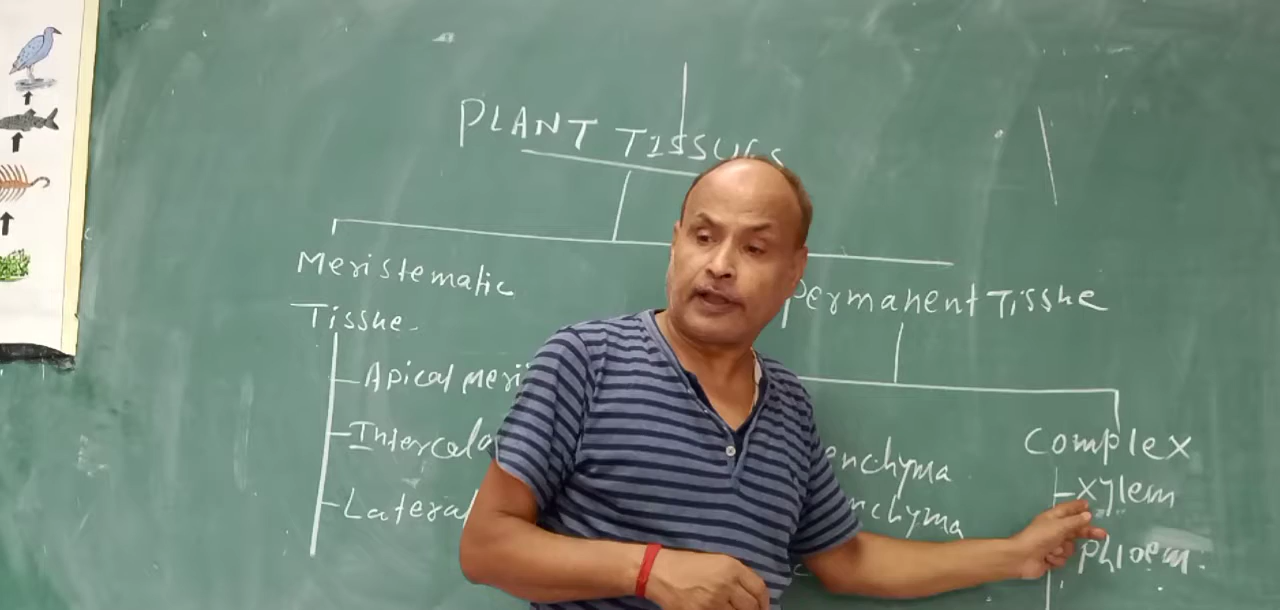 PLANT TISSUES
Meristematic
Tissue
Permanent Tissue
Apical meri
Intercala
Lateral
enchyma
nchyma
Complex
xylem
phloem